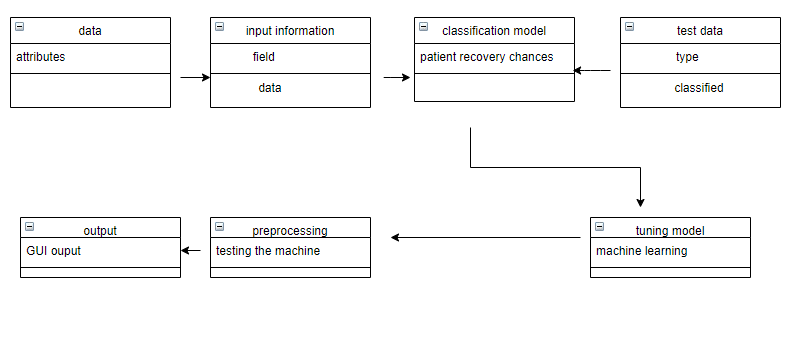 data
attributes
input information
field
data
classification model
patient recovery chances
test data
type
classified
output
GUI ouput
preprocessing
testing the machine
tuning model
machine learning